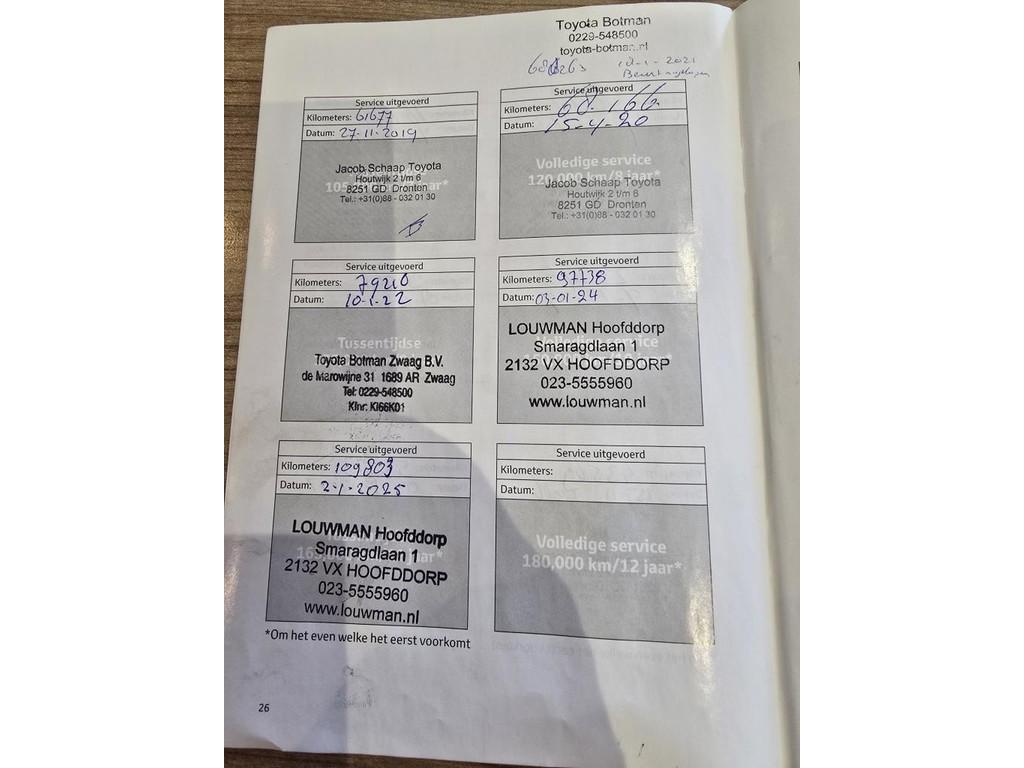 Toyota Botman
0229-548500
toyota-botman.nl
18-1-2021
Service uitgevoerd
Kilometers: 61677
Datum: 27-11-2019
Jacob Schaap Toyota
Houtwijk 2 t/m 6
8251 GD Dronten
Tel.: +31(0)88 - 032 01 30
Service uitgevoerd
Kilometers: 68.166
Datum: 15-4-20
Volledige service
120,000 km/8 jaar*
Jacob Schaap Toyota
Houtwijk 2 t/m 6
8251 GD Dronten
Tel.: +31(0)88 - 032 01 30
Service uitgevoerd
Kilometers: 79210
Datum: 10-1-22
Tussentijdse
Toyota Botman Zwaag B.V.
de Marowijne 31 1689 AR Zwaag
Tel: 0229-548500
Klnr: KI66K01
Service uitgevoerd
Kilometers: 97738
Datum: 03-01-24
LOUWMAN Hoofddorp
Smaragdlaan 1
2132 VX HOOFDDORP
023-5555960
www.louwman.nl
Service uitgevoerd
Kilometers: 109803
Datum: 2-1-2025
LOUWMAN Hoofddorp
Smaragdlaan 1
2132 VX HOOFDDORP
023-5555960
www.louwman.nl
Service uitgevoerd
Kilometers:
Datum:
Volledige service
180,000 km/12 jaar*
*Om het even welke het eerst voorkomt
26